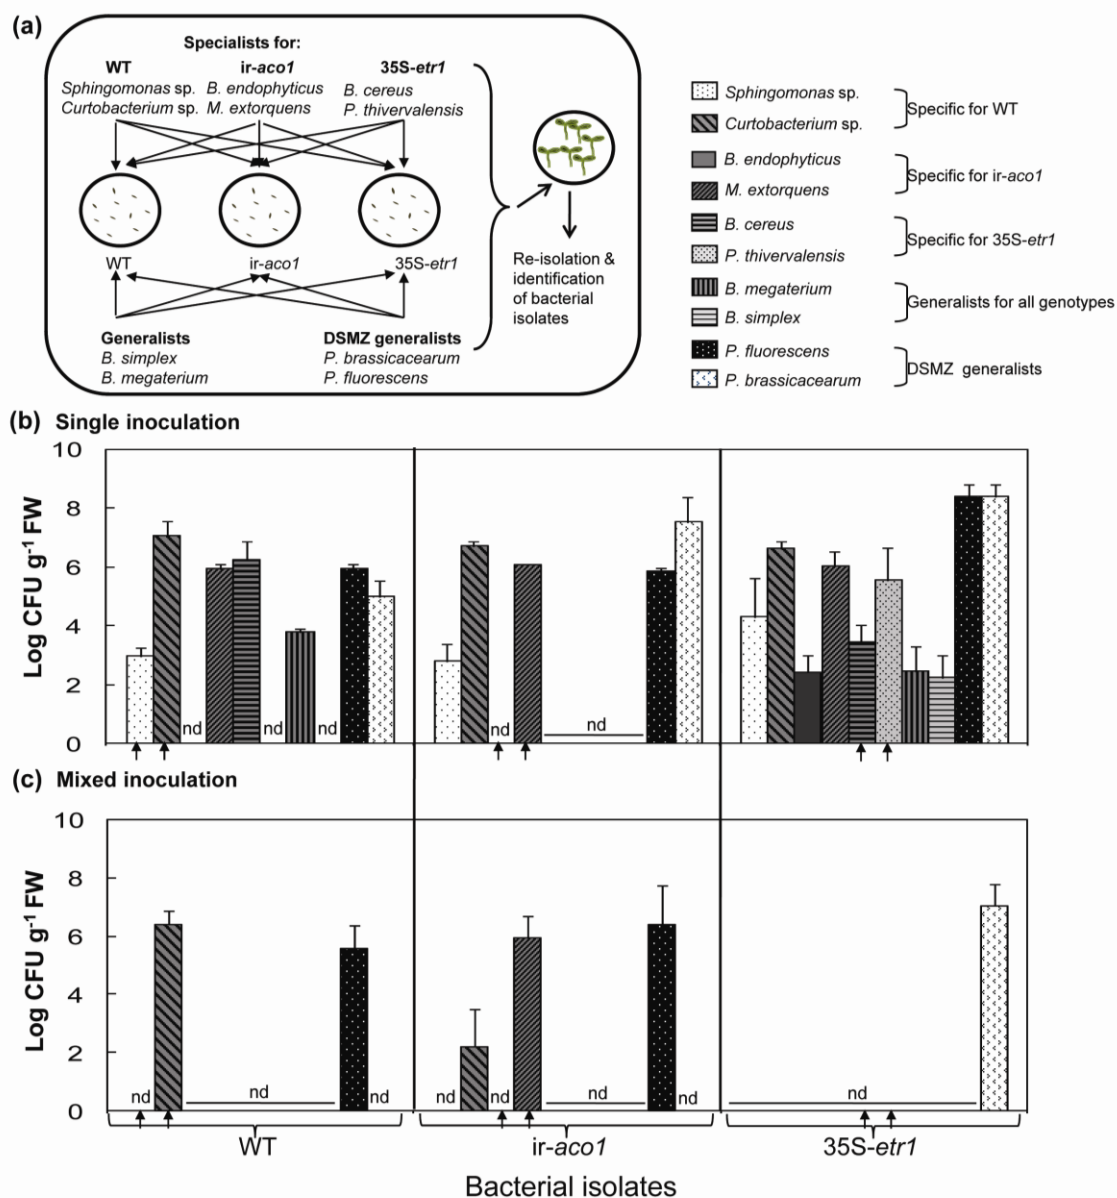 (a)
Specialists for:
WT
Sphingomonas sp.
Curtobacterium sp.
ir-aco1
B. endophyticus
M. extorquens
35S-etr1
B. cereus
P. thivervalensis
WT
ir-aco1
35S-etr1
Generalists
B. simplex
B. megaterium
DSMZ generalists
P. brassicacearum
P. fluorescens
Re-isolation &
identification
of bacterial
isolates
Sphingomonas sp.
Curtobacterium sp.
Specific for WT
B. endophyticus
M. extorquens
Specific for ir-aco1
B. cereus
P. thivervalensis
Specific for 35S-etr1
B. megaterium
B. simplex
Generalists for all genotypes
P. fluorescens
P. brassicacearum
DSMZ generalists
(b) Single inoculation
Log CFU g-1 FW
10
8
6
4
2
0
nd
nd
nd
nd
nd
(c) Mixed inoculation
Log CFU g-1 FW
10
8
6
4
2
0
nd
nd
nd
nd
nd
nd
nd
nd
WT
ir-aco1
35S-etr1
Bacterial isolates